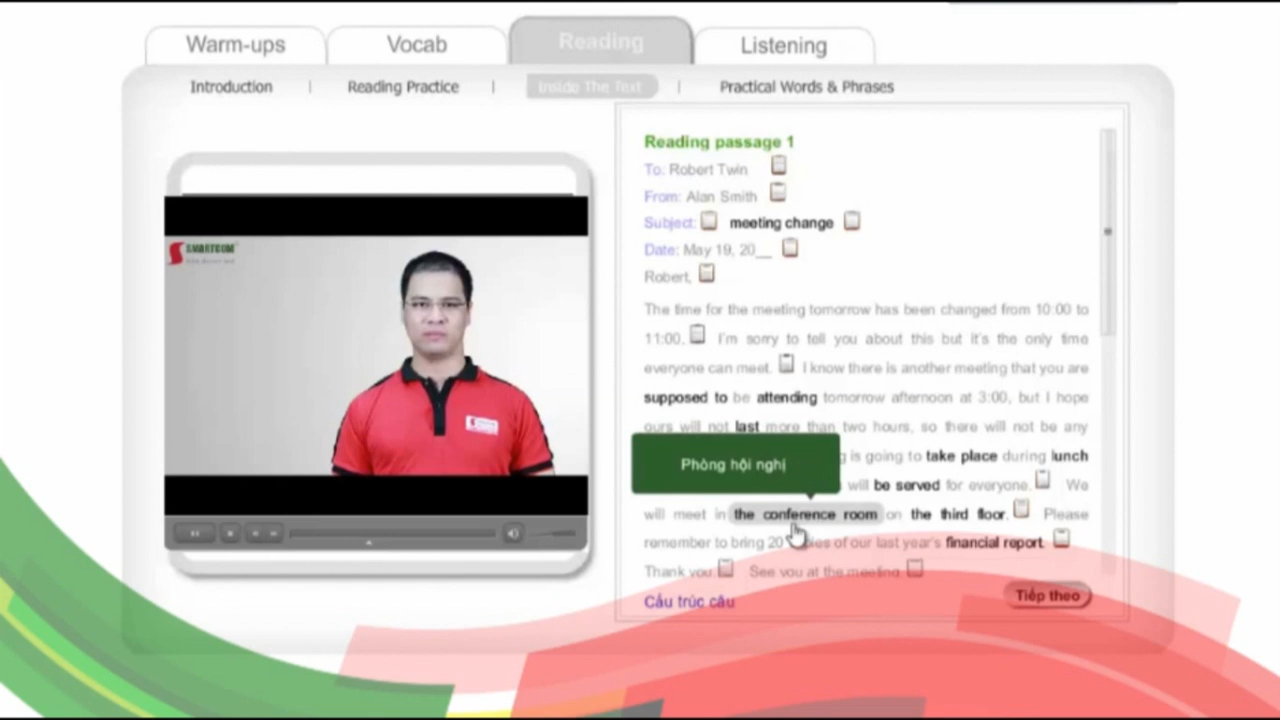 Warm-ups
Vocab
Reading
Listening
Introduction
Reading Practice
Inside The Text
Practical Words & Phrases
SMARTCOM
Reading passage 1
To: Robert Twin
From: Alan Smith
Subject: meeting change
Date: May 19, 20__
Robert,
The time for the meeting tomorrow has been changed from 10:00 to
11:00. I'm sorry to tell you about this but it's the only time
everyone can meet. I know there is another meeting that you are
supposed to be attending tomorrow afternoon at 3:00, but I hope
ours will not last more than two hours, so there will not be any
Phòng hội nghị
is going to take place during lunch
will be served for everyone. We
will meet in the conference room on the third floor. Please
remember to bring 20 of our last year's financial report.
Thank you. See you at the meeting.
Cấu trúc câu
Tiếp theo